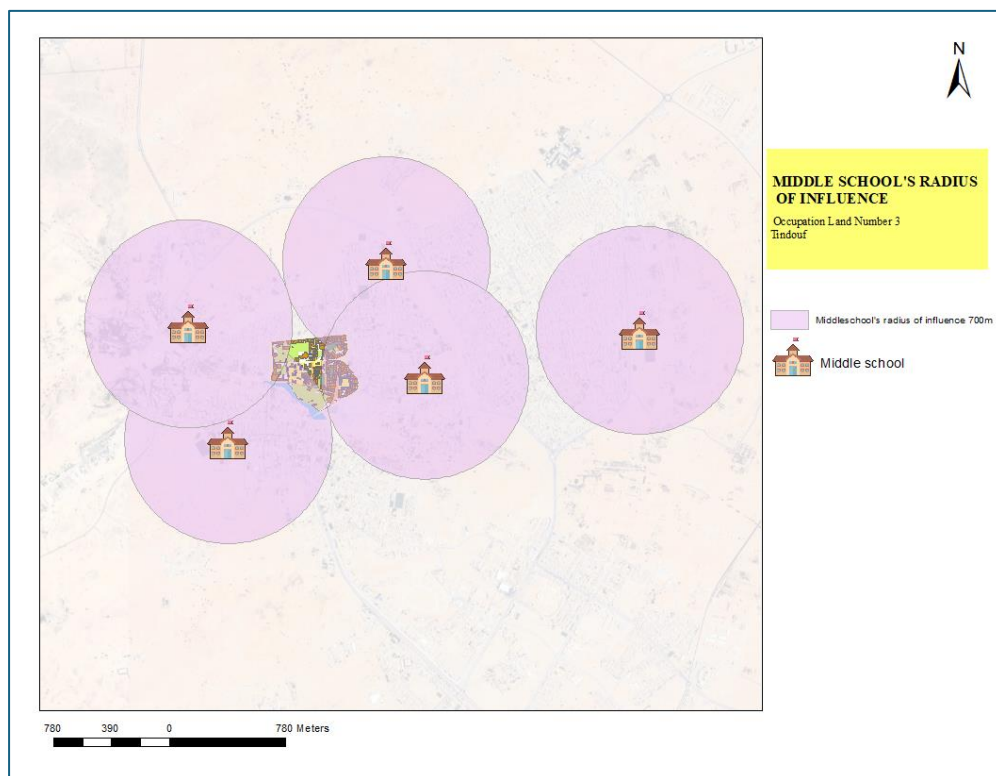 N
MIDDLE SCHOOL'S RADIUS
OF INFLUENCE
Occupation Land Number 3
Tindouf
Middleschool's radius of influence 700m
Middle school
780 390 0 780 Meters